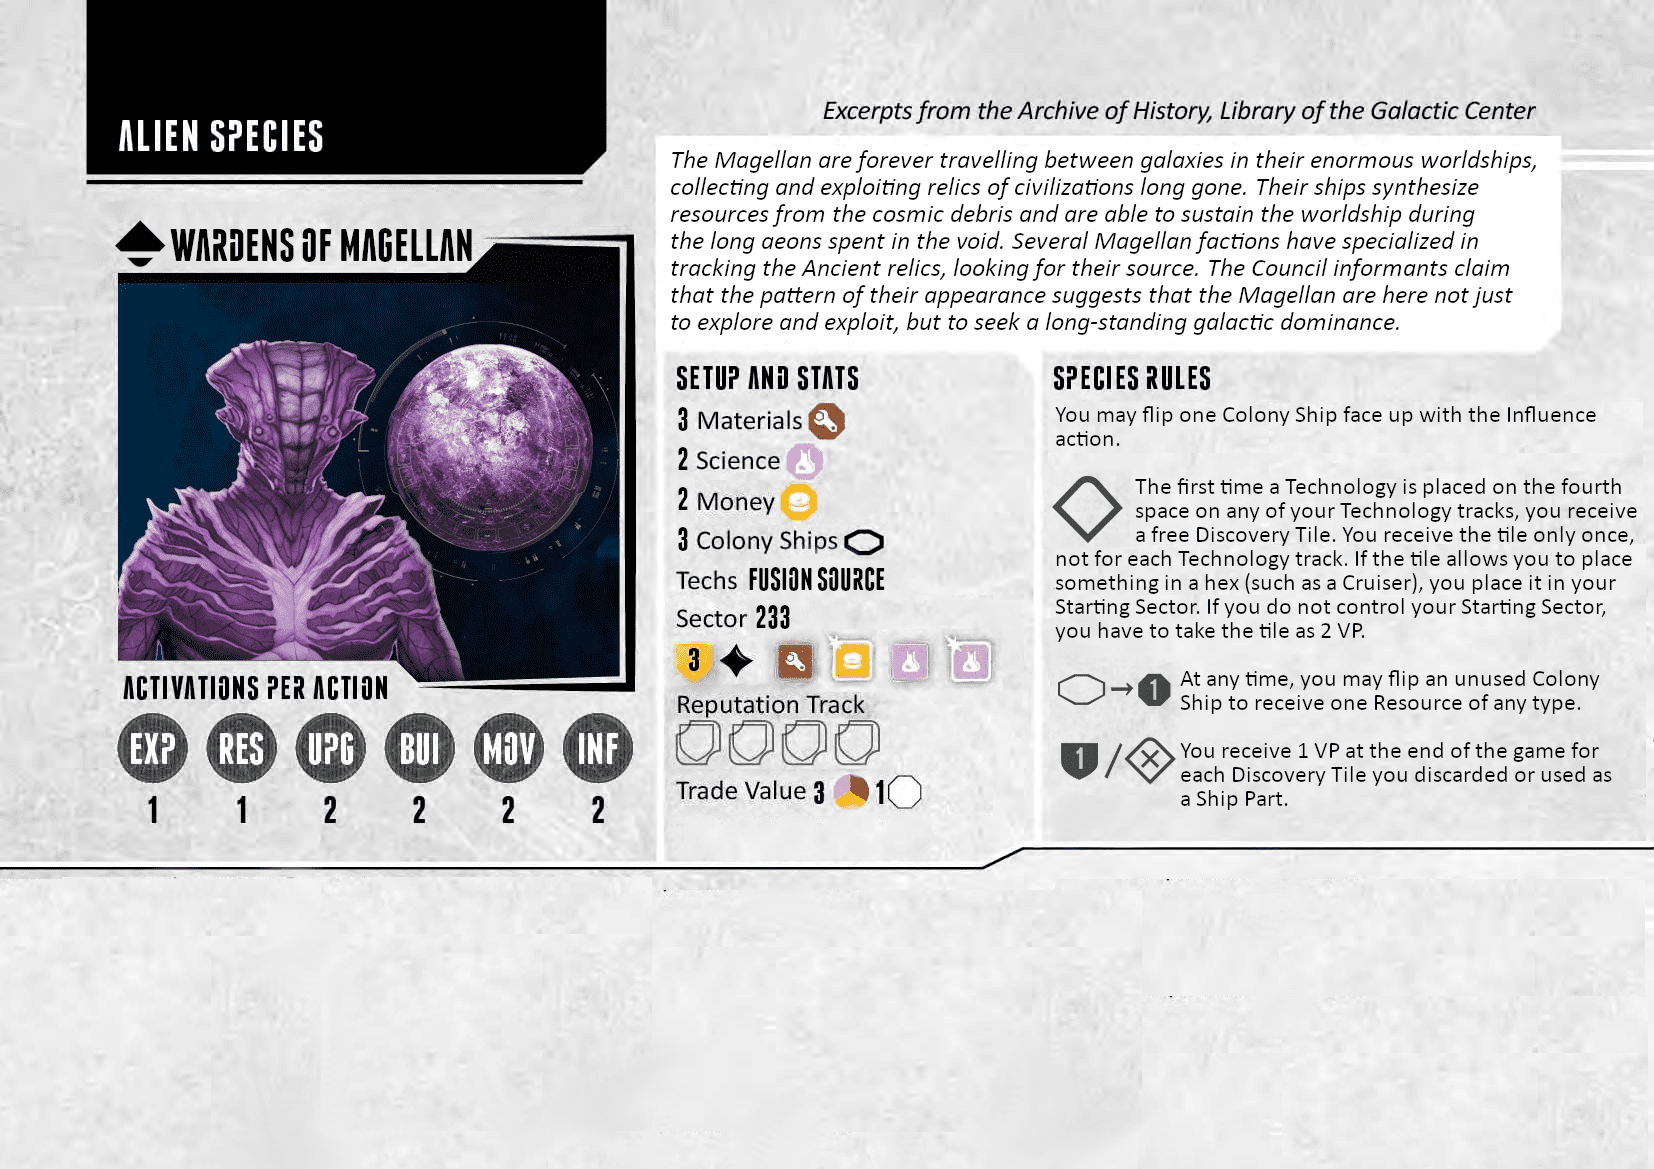 ALIEN SPECIES
Excerpts from the Archive of History, Library of the Galactic Center
The Magellan are forever travelling between galaxies in their enormous worldships,
collecting and exploiting relics of civilizations long gone. Their ships synthesize
resources from the cosmic debris and are able to sustain the worldship during
the long aeons spent in the void. Several Magellan factions have specialized in
tracking the Ancient relics, looking for their source. The Council informants claim
that the pattern of their appearance suggests that the Magellan are here not just
to explore and exploit, but to seek a long-standing galactic dominance.
WARDENS OF MAGELLAN
ACTIVATIONS PER ACTION
EXP RES UPG BUI MOV INF
1 1 2 2 2 2
SETUP AND STATS
3 Materials
2 Science
2 Money
3 Colony Ships
Techs FUSION SOURCE
Sector 233
3
Reputation Track
Trade Value 3 1
SPECIES RULES
You may flip one Colony Ship face up with the Influence
action.
The first time a Technology is placed on the fourth
space on any of your Technology tracks, you receive
a free Discovery Tile. You receive the tile only once,
not for each Technology track. If the tile allows you to place
something in a hex (such as a Cruiser), you place it in your
Starting Sector. If you do not control your Starting Sector,
you have to take the tile as 2 VP.
1 At any time, you may flip an unused Colony
Ship to receive one Resource of any type.
1 / You receive 1 VP at the end of the game for
each Discovery Tile you discarded or used as
a Ship Part.